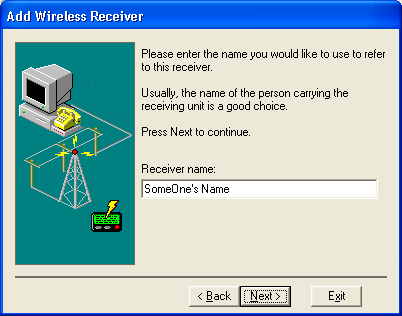 Add Wireless Receiver
Please enter the name you would like to use to refer
to this receiver.
Usually, the name of the person carrying the
receiving unit is a good choice.
Press Next to continue.
Receiver name:
SomeOne's Name
< Back
Next >
Exit